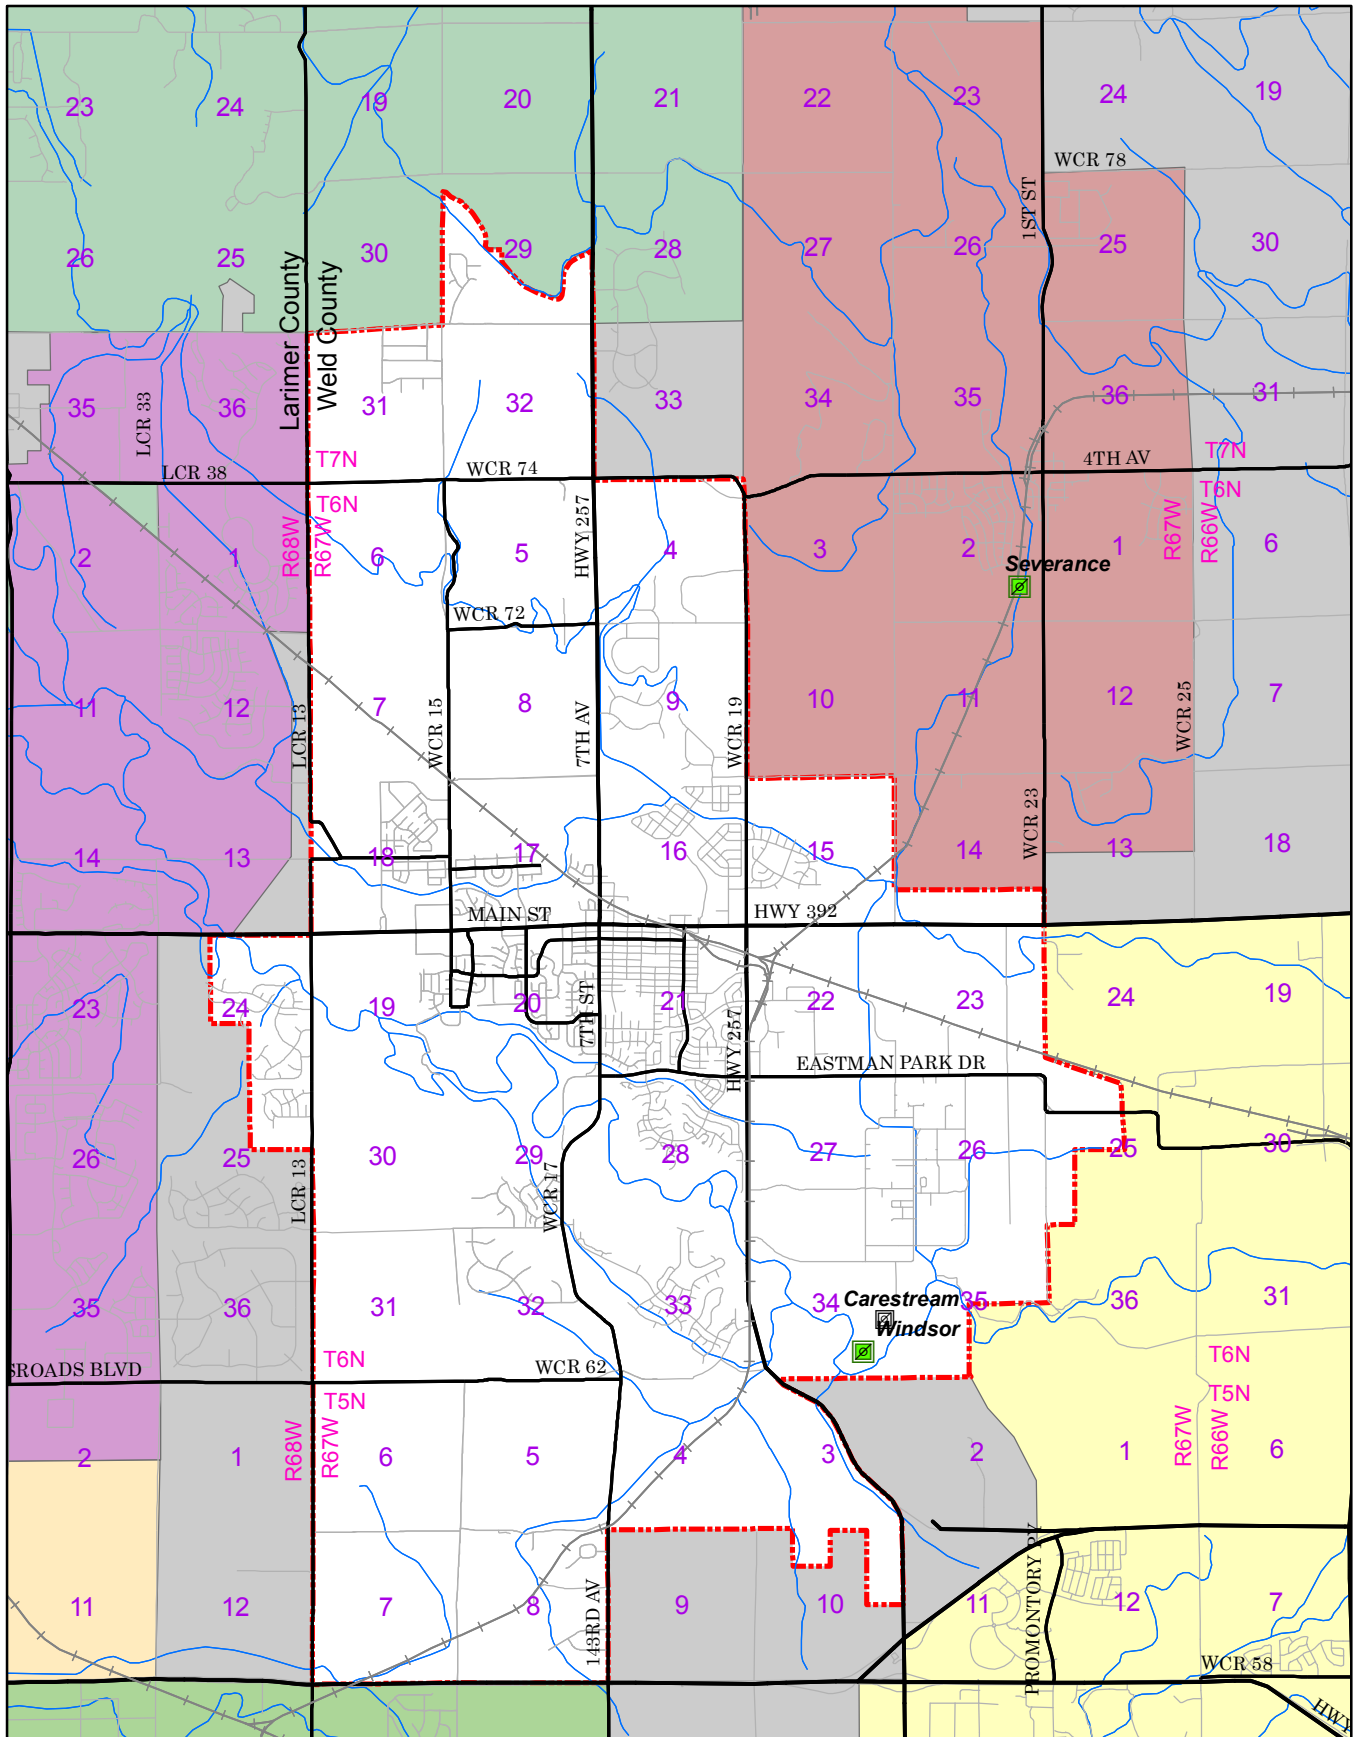 23 24 19 20 21 22 23 24 19
WCR 78
1ST ST
26 25 30 29 28 27 26 25 30
Larimer County
Weld County
35 LCR 33 36 31 32 33 34 35 36 31
T7N
LCR 38
WCR 74
4TH AV
T7N
T6N
T6N
R68W
R67W
HWY 257
R67W
R66W
2 1 6 5 4 3 2 1 6
Severance
WCR 72
11 12 7 8 9 10 11 12 7
LCR 13
WCR 15
7TH AV
WCR 19
WCR 25
WCR 23
14 13 18 17 16 15 14 13 18
MAIN ST
HWY 392
23 24 19 20 21 22 23 24 19
7TH ST
HWY 257
EASTMAN PARK DR
26 25 30 29 28 27 26 25 30
LCR 13
WCR 17
35 36 31 32 33 34 35 36 31
Carestream
Windsor
T6N
T6N
SROADS BLVD
WCR 62
T5N
T5N
R68W
R67W
R67W
R66W
2 1 6 5 4 3 2 1 6
11 12 7 8 9 10 11 12 7
143RD AV
PROMONTORY PY
WCR 58
HWY